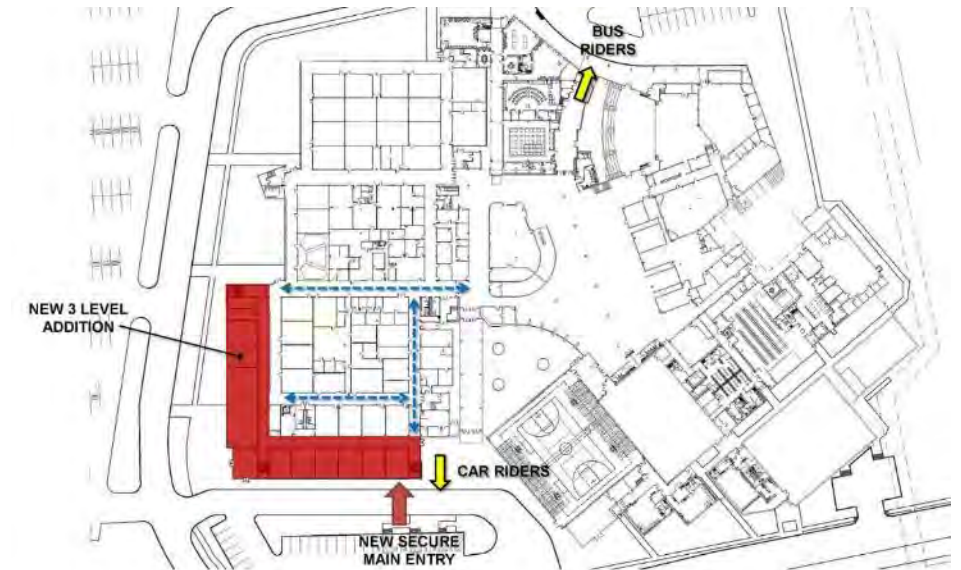 BUS
RIDERS
NEW 3 LEVEL
ADDITION
CAR RIDERS
NEW SECURE
MAIN ENTRY